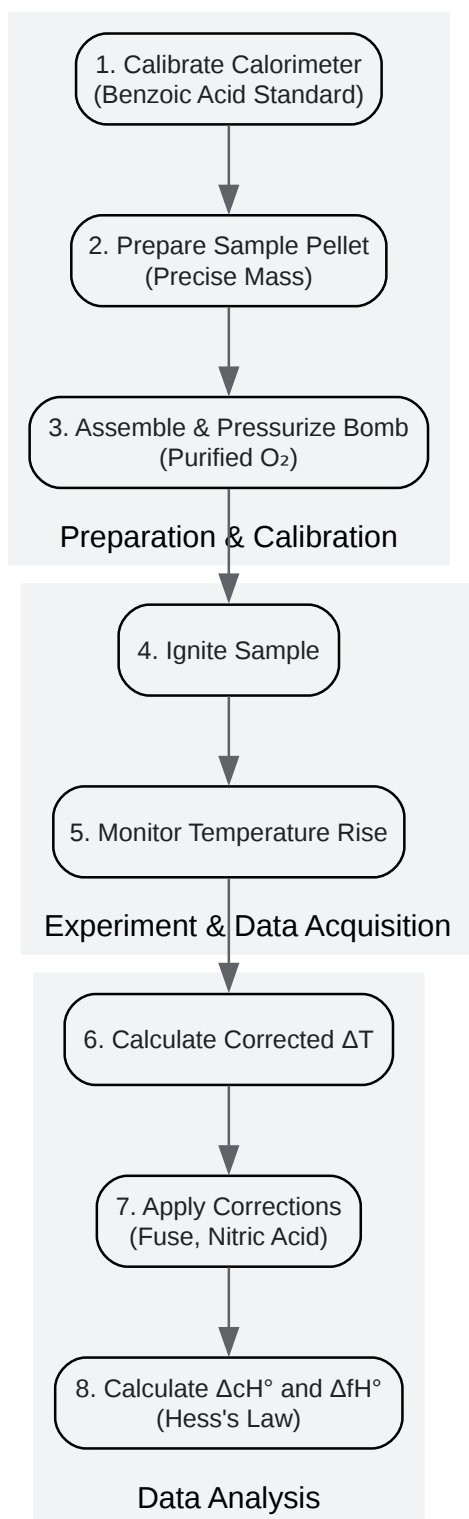 1. Calibrate Calorimeter
(Benzoic Acid Standard)
2. Prepare Sample Pellet
(Precise Mass)
3. Assemble & Pressurize Bomb
(Purified O₂)
Preparation & Calibration
4. Ignite Sample
5. Monitor Temperature Rise
Experiment & Data Acquisition
6. Calculate Corrected ΔT
7. Apply Corrections
(Fuse, Nitric Acid)
8. Calculate ΔcH° and ΔfH°
(Hess's Law)
Data Analysis